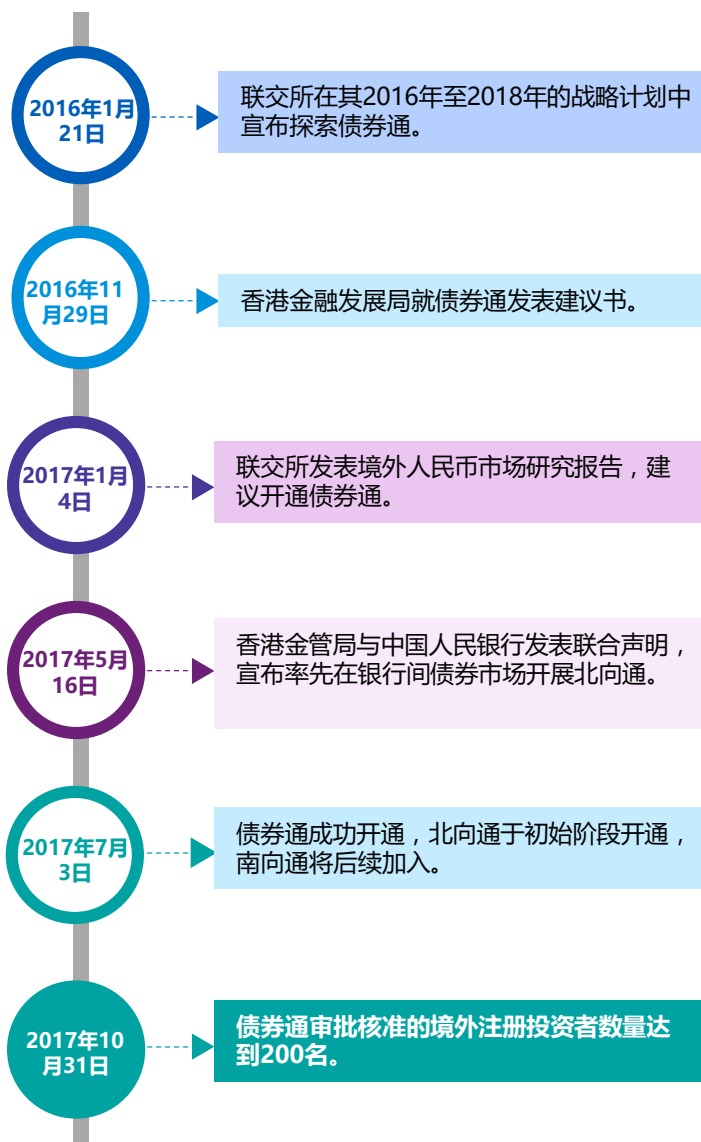 2016年1月
21日
联交所在其2016年至2018年的战略计划中
宣布探索债券通。
2016年11
月29日
香港金融发展局就债券通发表建议书。
2017年1月
4日
联交所发表境外人民币市场研究报告，建
议开通债券通。
2017年5月
16日
香港金管局与中国人民银行发表联合声明，
宣布率先在银行间债券市场开展北向通。
2017年7月
3日
债券通成功开通，北向通于初始阶段开通，
南向通将后续加入。
2017年10
月31日
债券通审批核准的境外注册投资者数量达
到200名。